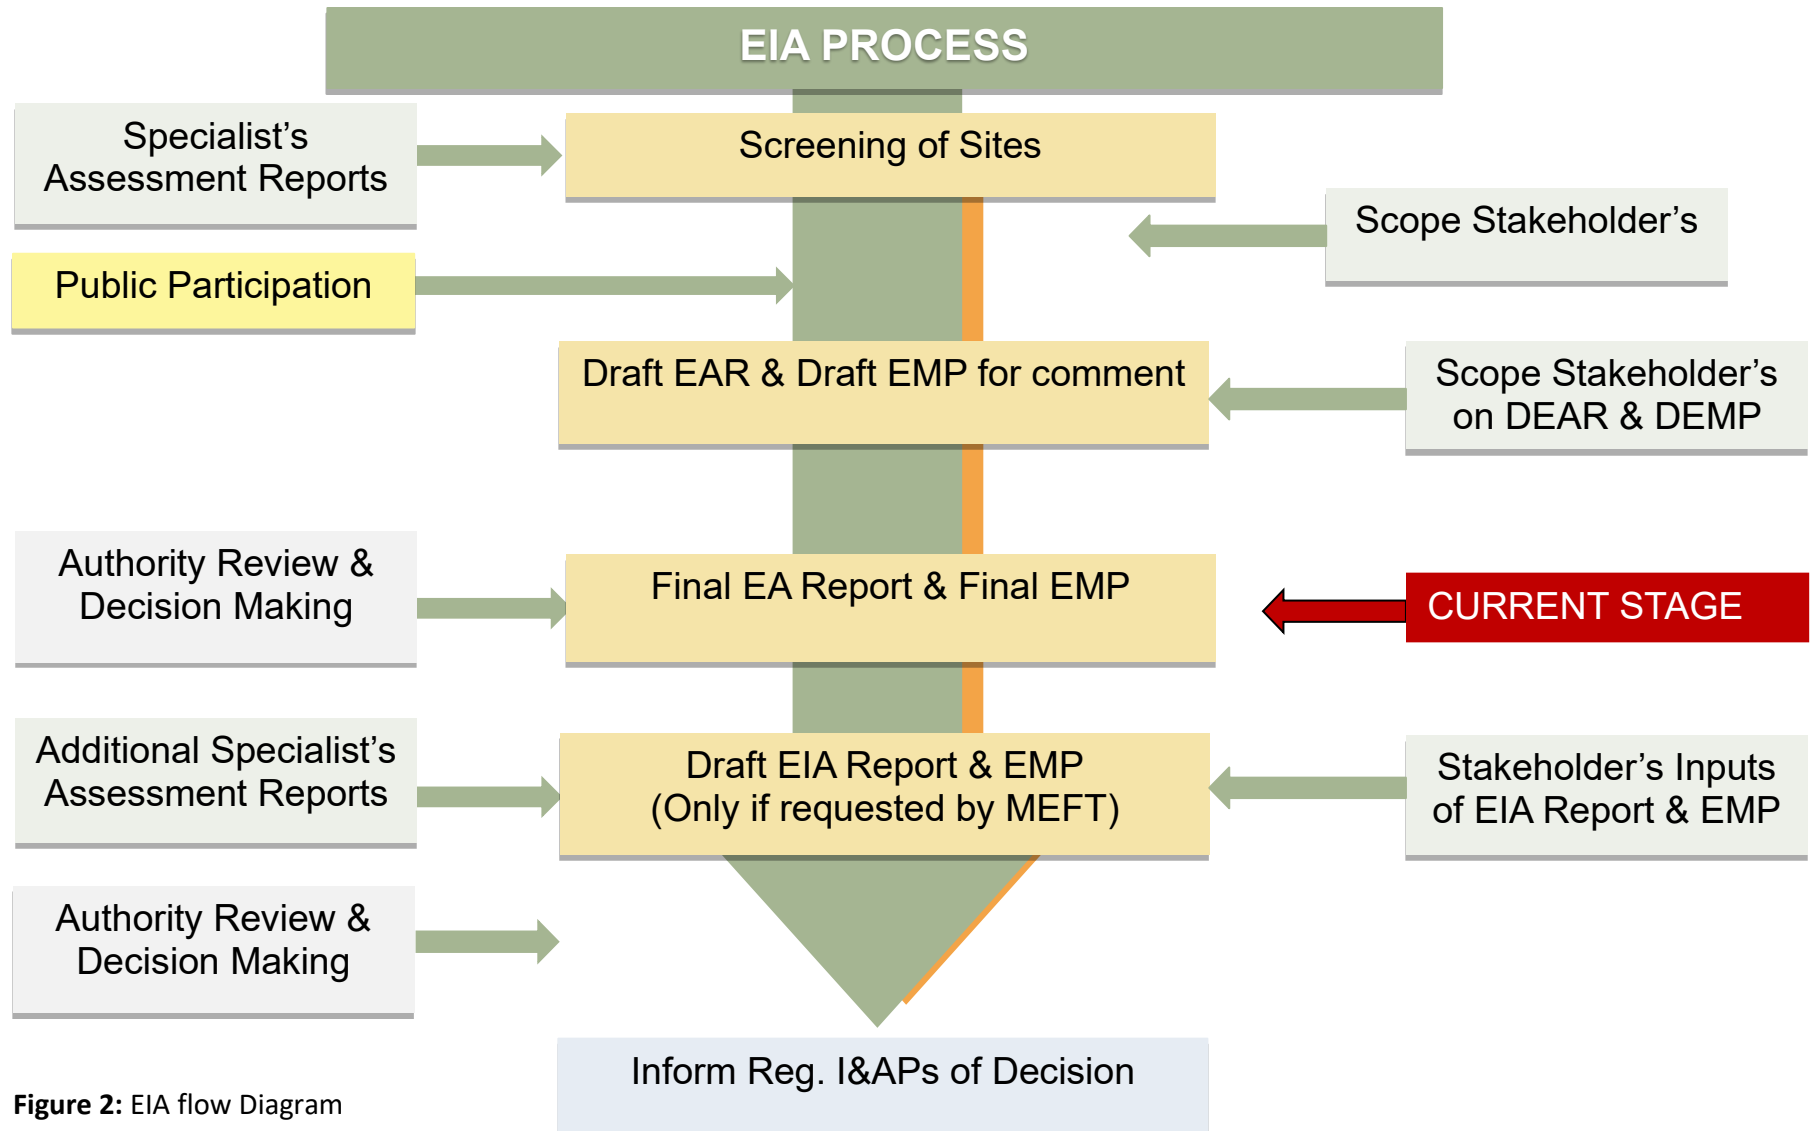 EIA PROCESS
Specialist’s
Assessment Reports
Screening of Sites
Scope Stakeholder’s
Public Participation
Draft EAR & Draft EMP for comment
Scope Stakeholder’s
on DEAR & DEMP
Authority Review &
Decision Making
Final EA Report & Final EMP
CURRENT STAGE
Additional Specialist’s
Assessment Reports
Draft EIA Report & EMP
(Only if requested by MEFT)
Stakeholder’s Inputs
of EIA Report & EMP
Authority Review &
Decision Making
Inform Reg. I&APs of Decision
Figure 2: EIA flow Diagram